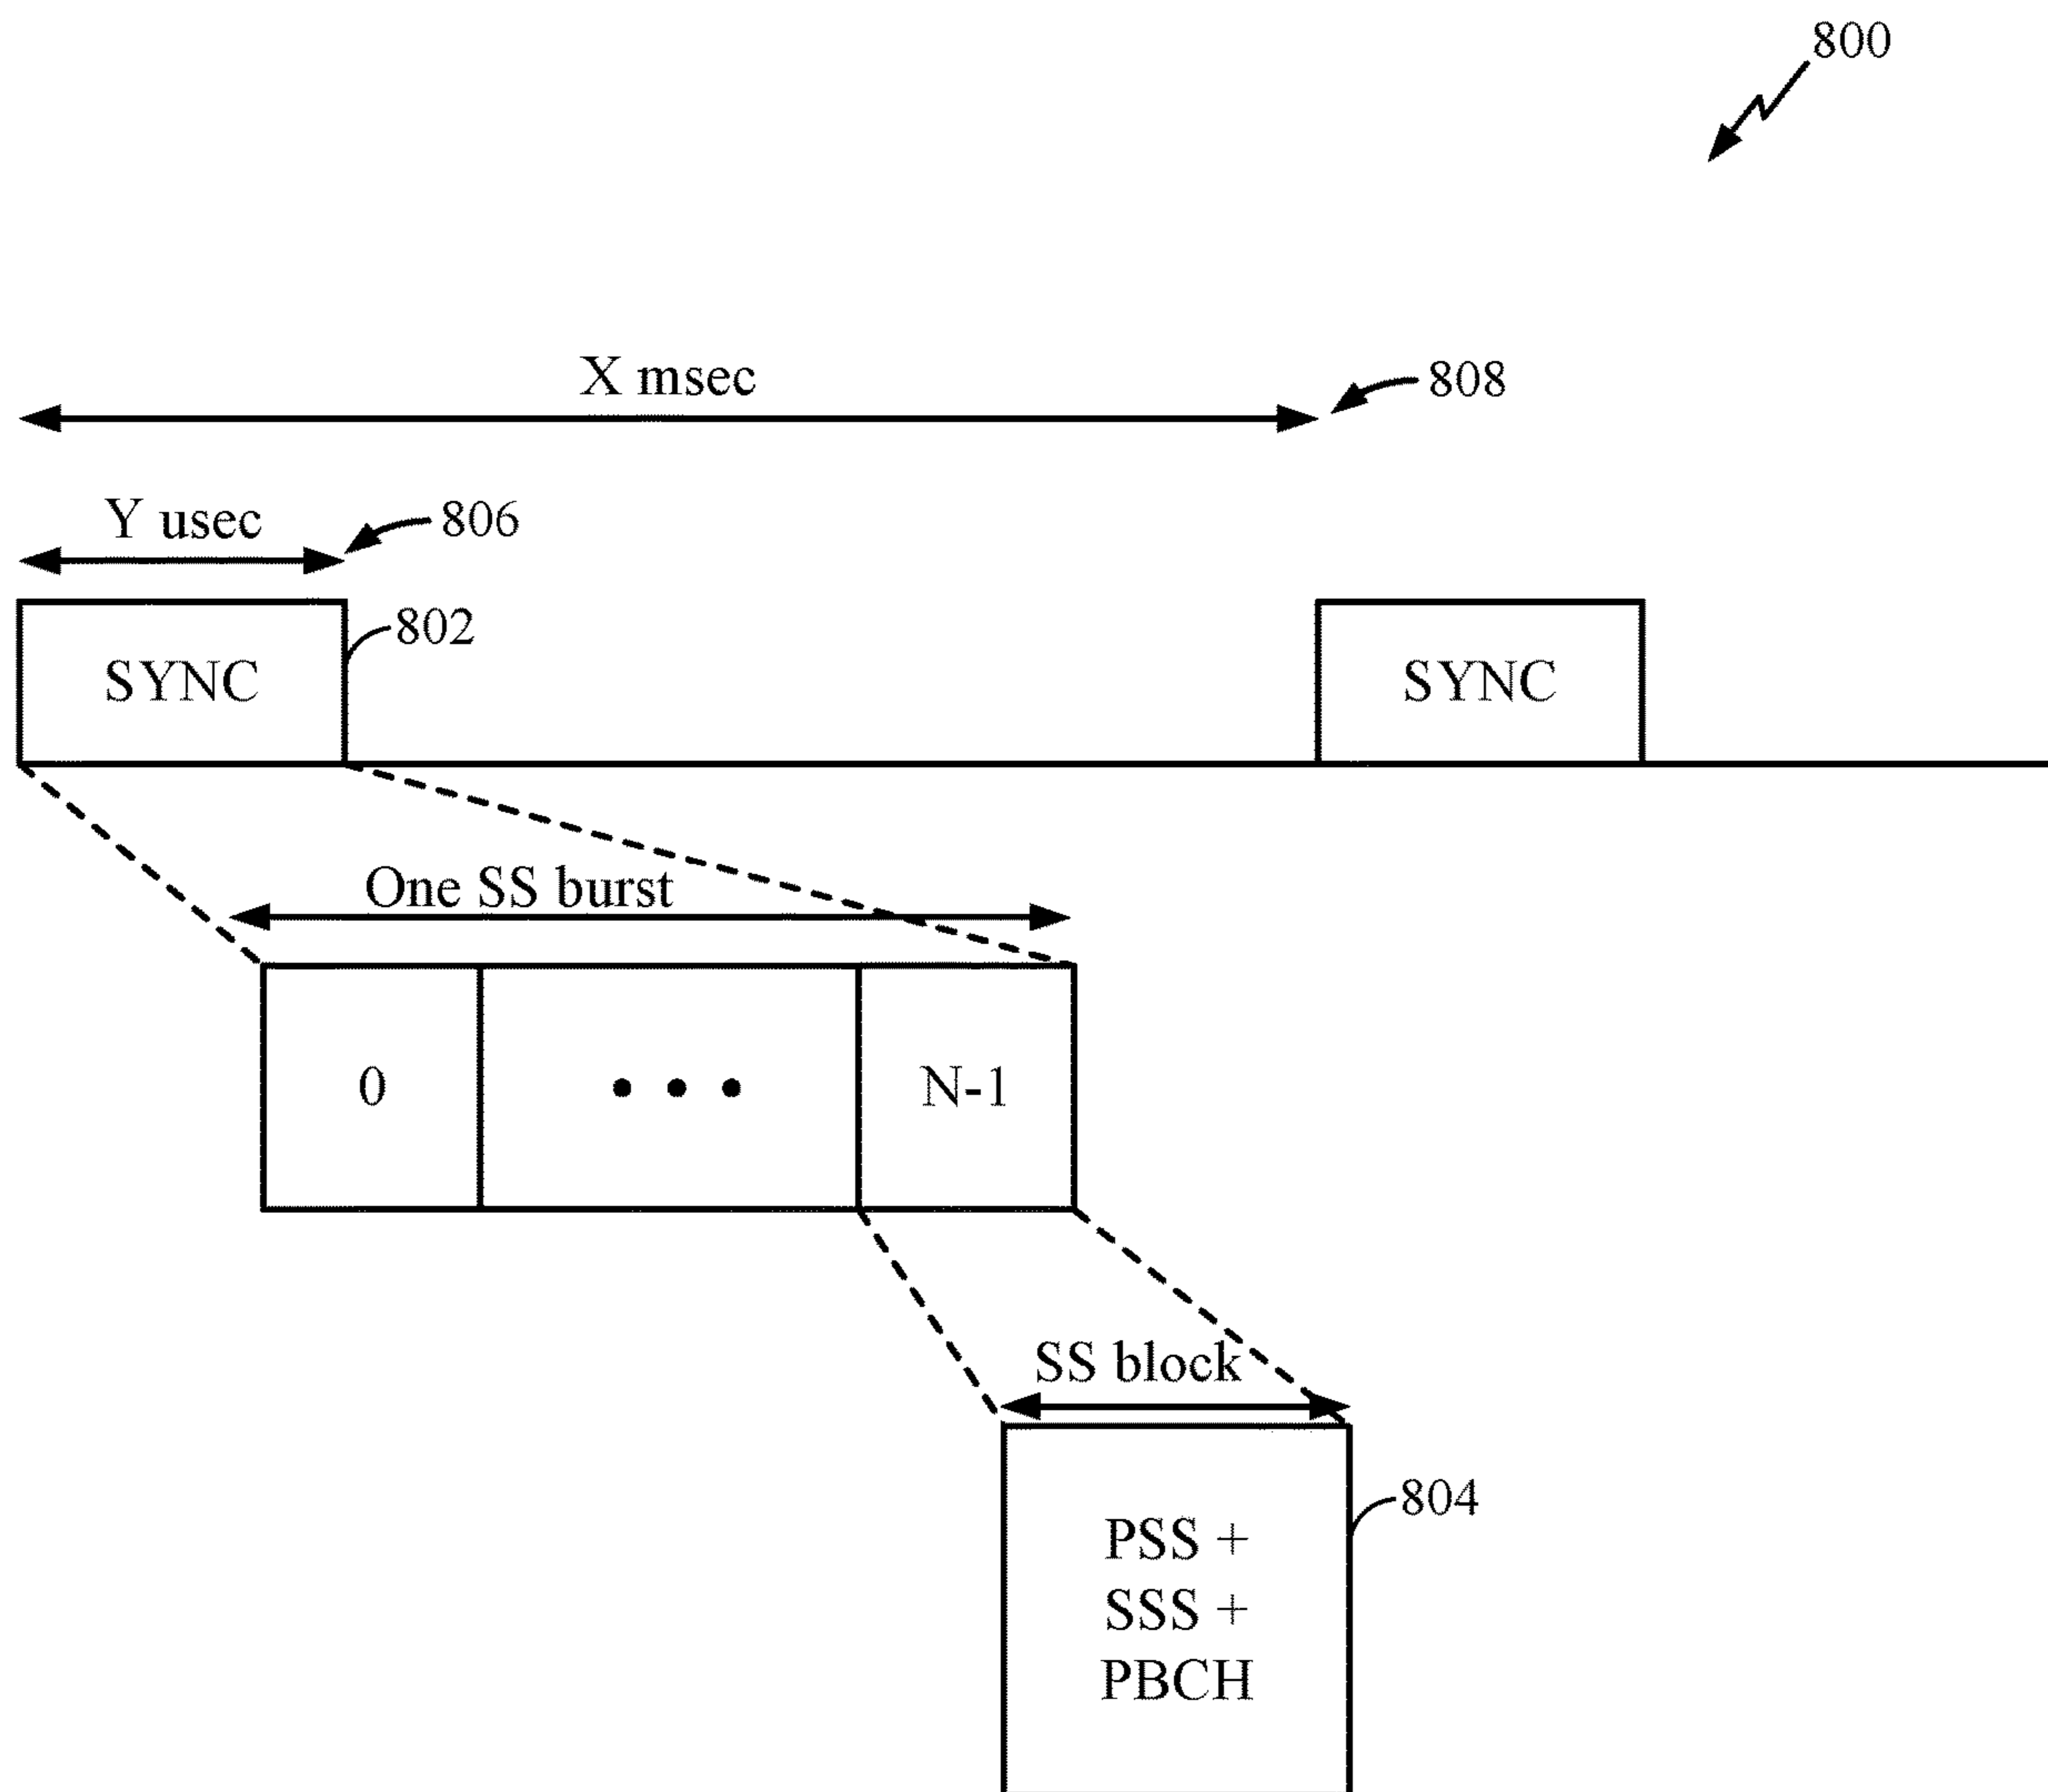 800
X msec
808
Y usec
806
802
SYNC
SYNC
One SS burst
0
N-1
SS block
804
PSS +
SSS +
PBCH